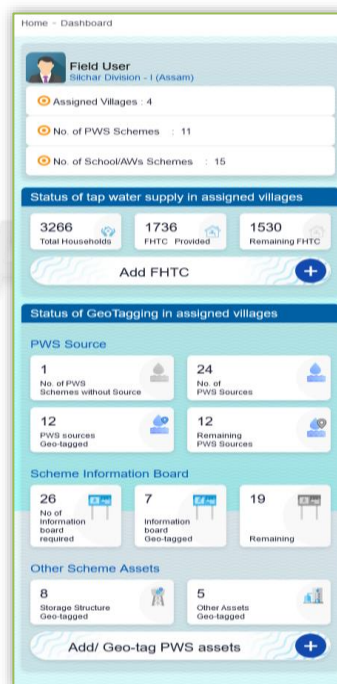 Home - Dashboard
Field User
Silchar Division - I (Assam)
Assigned Villages : 4
No. of PWS Schemes : 11
No. of School/AWs Schemes : 15
Status of tap water supply in assigned villages
3266 1736 1530
Total Households FHTC Provided Remaining FHTC
Add FHTC +
Status of GeoTagging in assigned villages
PWS Source
1 24
No. of PWS No. of
Schemes without Source PWS Sources
12 12
PWS sources Remaining
Geo-tagged PWS Sources
Scheme Information Board
26 7 19
No of
Information Information
board board
required Geo-tagged Remaining
Other Scheme Assets
8 5
Storage Structure Other Assets
Geo-tagged Geo-tagged
Add/ Geo-tag PWS assets +